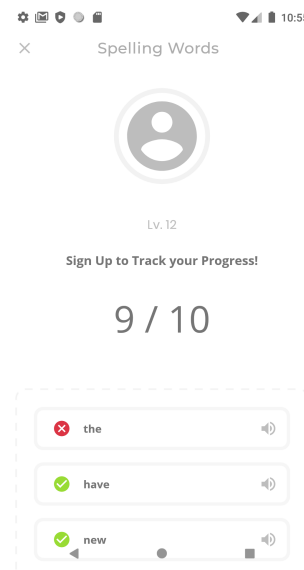 10:55
Spelling Words
Lv. 12
Sign Up to Track your Progress!
9 / 10
the
have
new